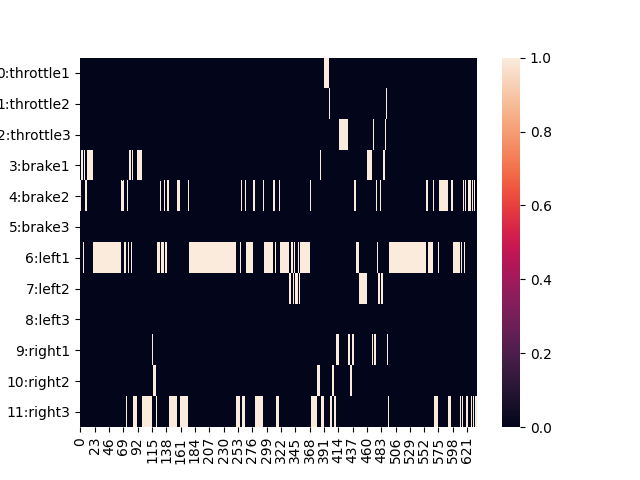 0:throttle1
1:throttle2
2:throttle3
3:brake1
4:brake2
5:brake3
6:left1
7:left2
8:left3
9:right1
10:right2
11:right3
0 23 46 69 92 115 138 161 184 207 230 253 276 299 322 345 368 391 414 437 460 483 506 529 552 575 598 621
1.0
0.8
0.6
0.4
0.2
0.0